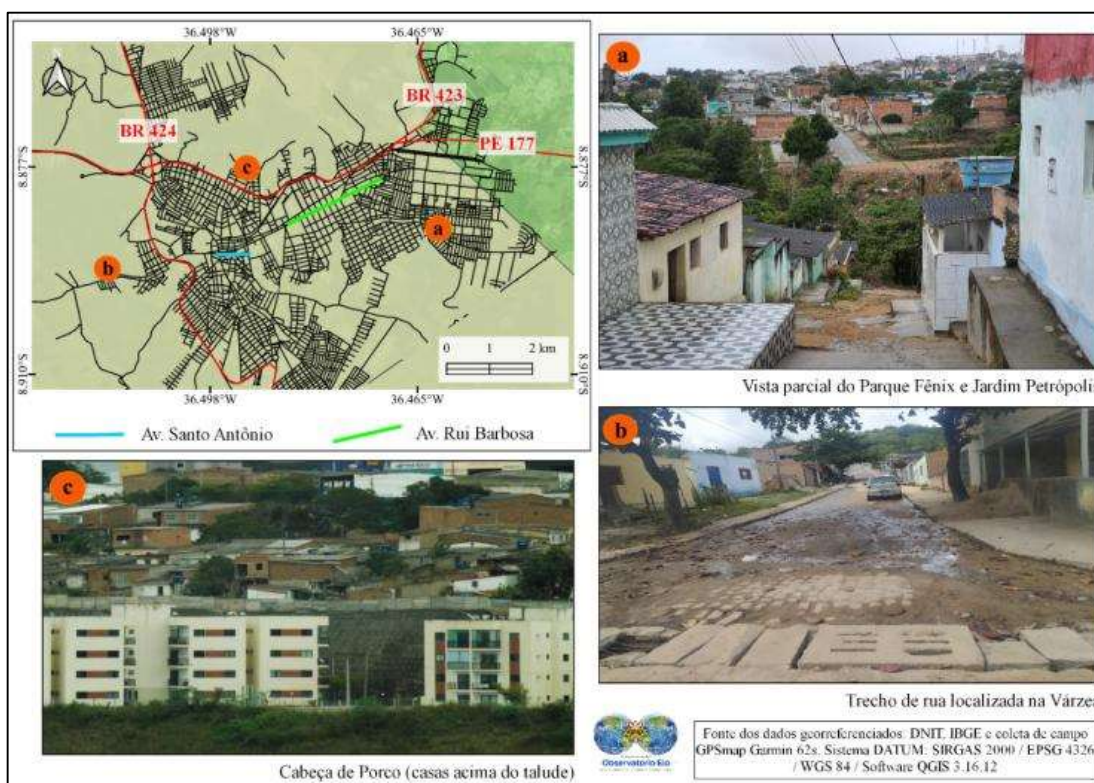 36.498°W
36.465°W
N
BR 424
BR 423
PE 177
8.877°S
8.877°S
c
a
b
0 1 2 km
8.910°S
8.910°S
36.498°W
36.465°W
Av. Santo Antônio
Av. Rui Barbosa
a
Vista parcial do Parque Fênix e Jardim Petrópolis
b
Trecho de rua localizada na Várzea
c
Cabeça de Porco (casas acima do talude)
Observatório
Fonte dos dados georreferenciados: DNIT, IBGE e coleta de campo
GPSmap Garmin 62s. Sistema DATUM: SIRGAS 2000 / EPSG 4326
/ WGS 84 / Software QGIS 3.16.12